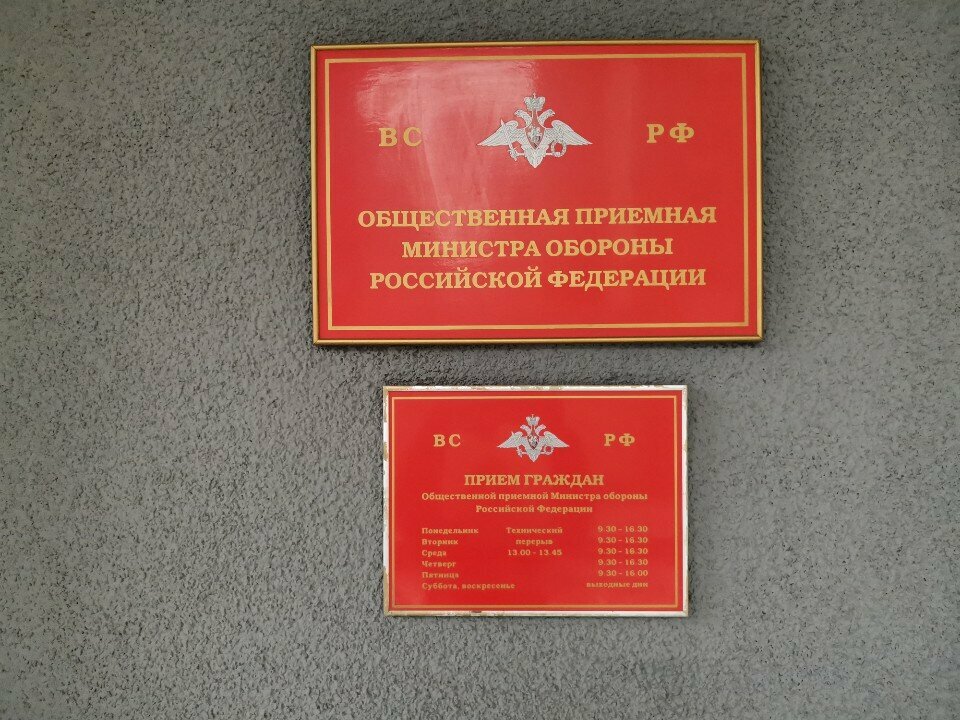 ВС РФ
ОБЩЕСТВЕННАЯ ПРИЕМНАЯ
МИНИСТРА ОБОРОНЫ
РОССИЙСКОЙ ФЕДЕРАЦИИ
ВС РФ
ПРИЕМ ГРАЖДАН
Общественной приемной Министра обороны
Российской Федерации
Понедельник Технический 9.30 - 16.30
Вторник перерыв 9.30 - 16.30
Среда 13.00 - 13.45 9.30 - 16.30
Четверг 9.30 - 16.30
Пятница 9.30 - 16.00
Суббота, воскресенье выходные дни